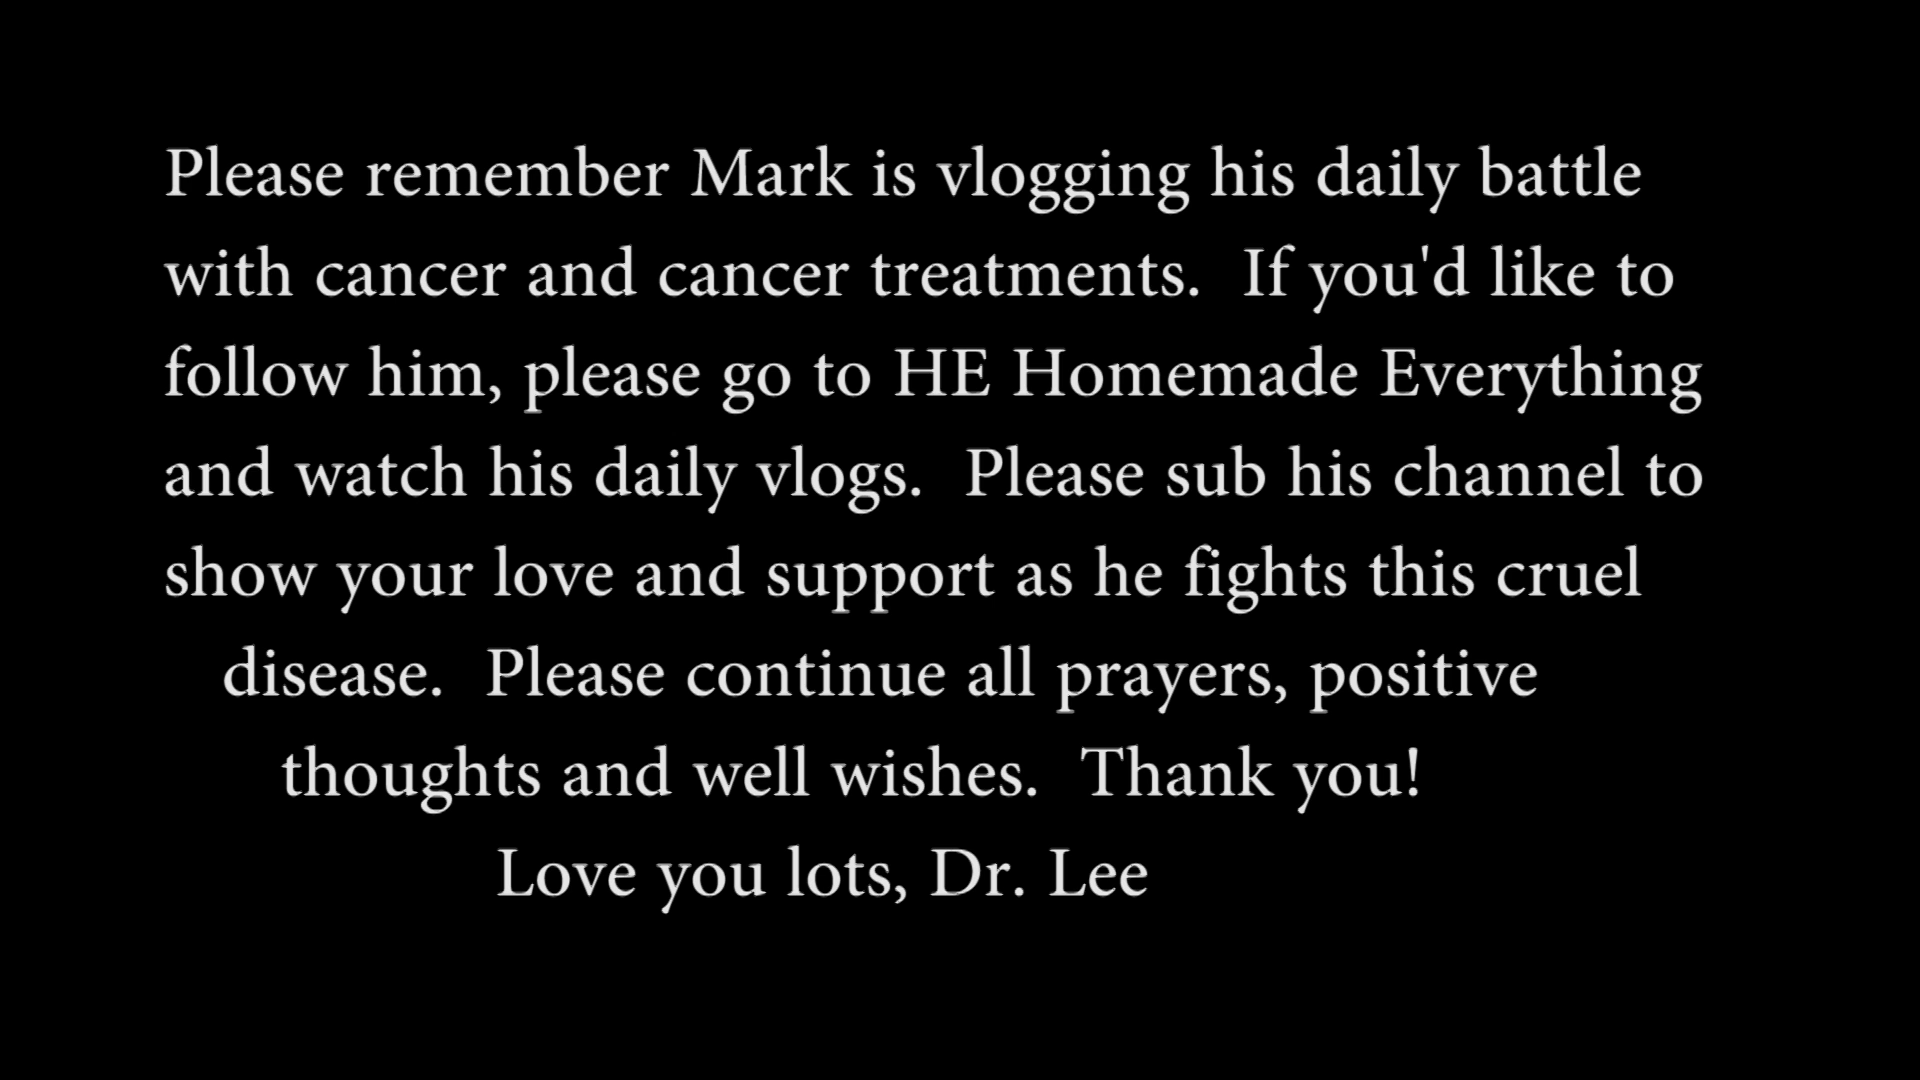 Please remember Mark is vlogging his daily battle
with cancer and cancer treatments.  If you'd like to
follow him, please go to HE Homemade Everything
and watch his daily vlogs.  Please sub his channel to
show your love and support as he fights this cruel
disease.  Please continue all prayers, positive
thoughts and well wishes.  Thank you!
Love you lots, Dr. Lee